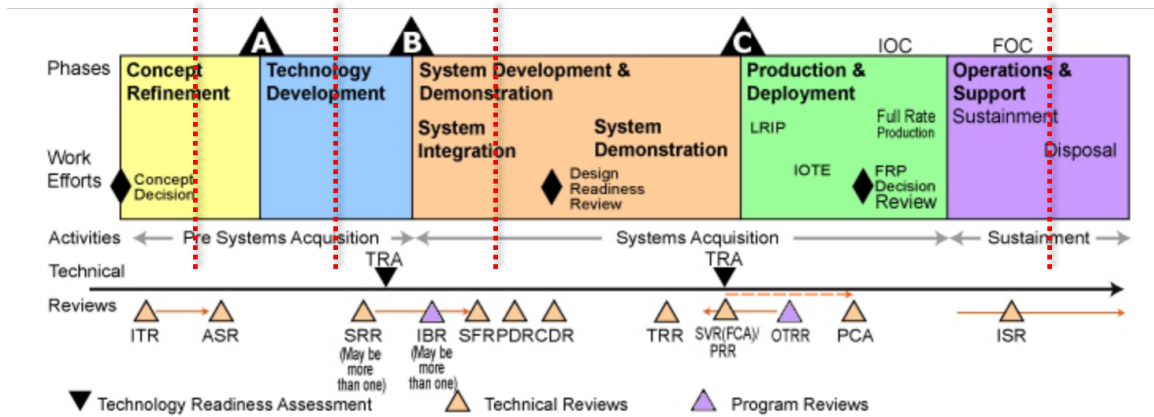 A
B
C
IOC
FOC
Phases
Concept
Refinement
Technology
Development
System Development &
Demonstration
Production &
Deployment
Operations &
Support
Sustainment
System
Integration
System
Demonstration
LRIP
Full Rate
Production
Disposal
IOTE
Work
Efforts
Concept
Decision
Design
Readiness
Review
FRP
Decision
Review
Activities
Pre Systems Acquisition
Systems Acquisition
Sustainment
TRA
TRA
Technical
Reviews
ITR
ASR
SRR
(May be
more
than one)
IBR
(May be
more
than one)
SFR
PDR
CDR
TRR
SVR(FCA)/
PRR
OTRR
PCA
ISR
Technology Readiness Assessment
Technical Reviews
Program Reviews